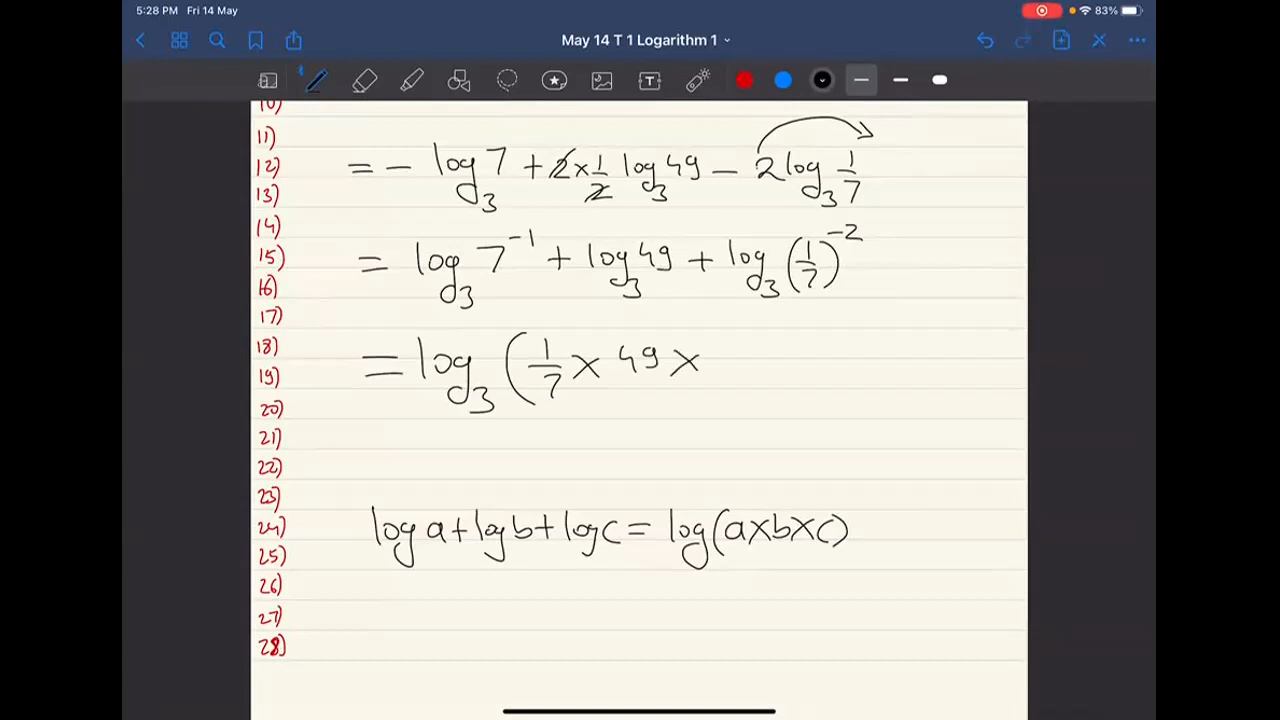 5:28 PM Fri 14 May 83%
May 14 T 1 Logarithm 1
10)
11)
12) = - log₃ 7 + 2 × 1/2 log₃ 49 - 2 log₃ 1/7
13)
14)
15) = log₃ 7⁻¹ + log₃ 49 + log₃ (1/7)⁻²
16)
17)
18) = log₃ (1/7 × 49 ×
19)
20)
21)
22)
23)
24) log a + log b + log c = log(a×b×c)
25)
26)
27)
28)